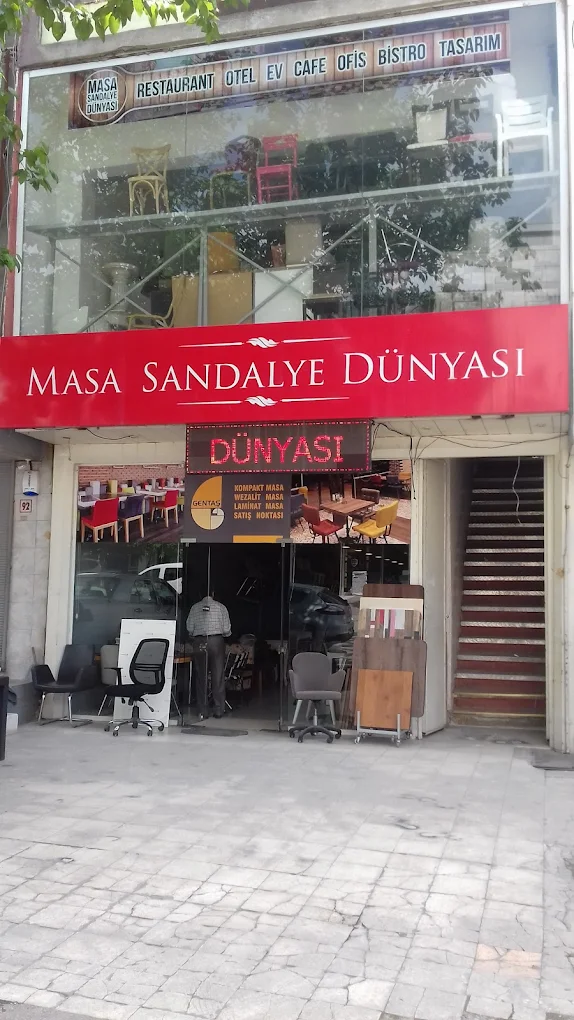 MASA
SANDALYE
DÜNYASI
RESTAURANT OTEL EV CAFE OFİS BİSTRO TASARIM
MASA SANDALYE DÜNYASI
DÜNYASI
GENTAŞ
KOMPAKT MASA
WEZALİT MASA
LAMİNAT MASA
SATIŞ NOKTASI
92